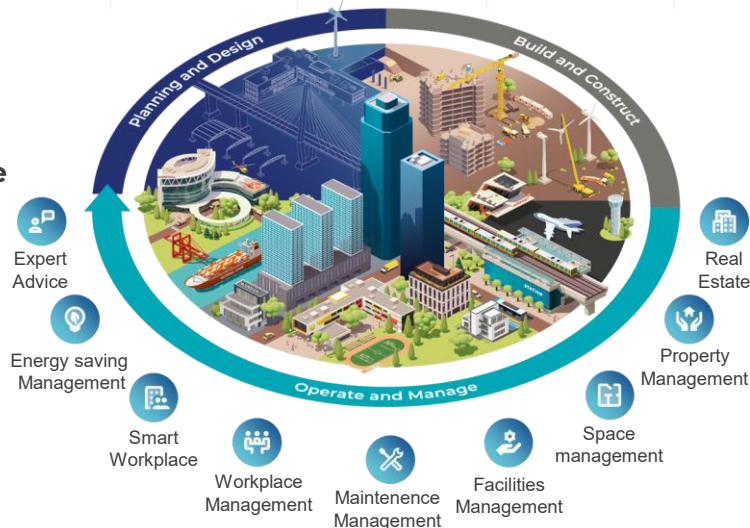 Planning and Design
Build and Construct
e
Expert
Advice
Real
Estate
Energy saving
Management
Property
Management
Smart
Workplace
Space
management
Workplace
Management
Maintenence
Management
Facilities
Management
STATION
Operate and Manage